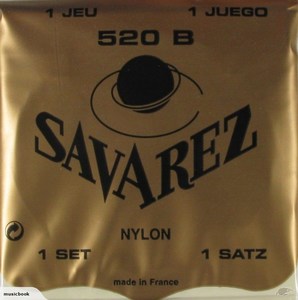 1 JEU 1 JUEGO
520 B
SAVAREZ
NYLON
1 SET 1 SATZ
made in France
musicbook